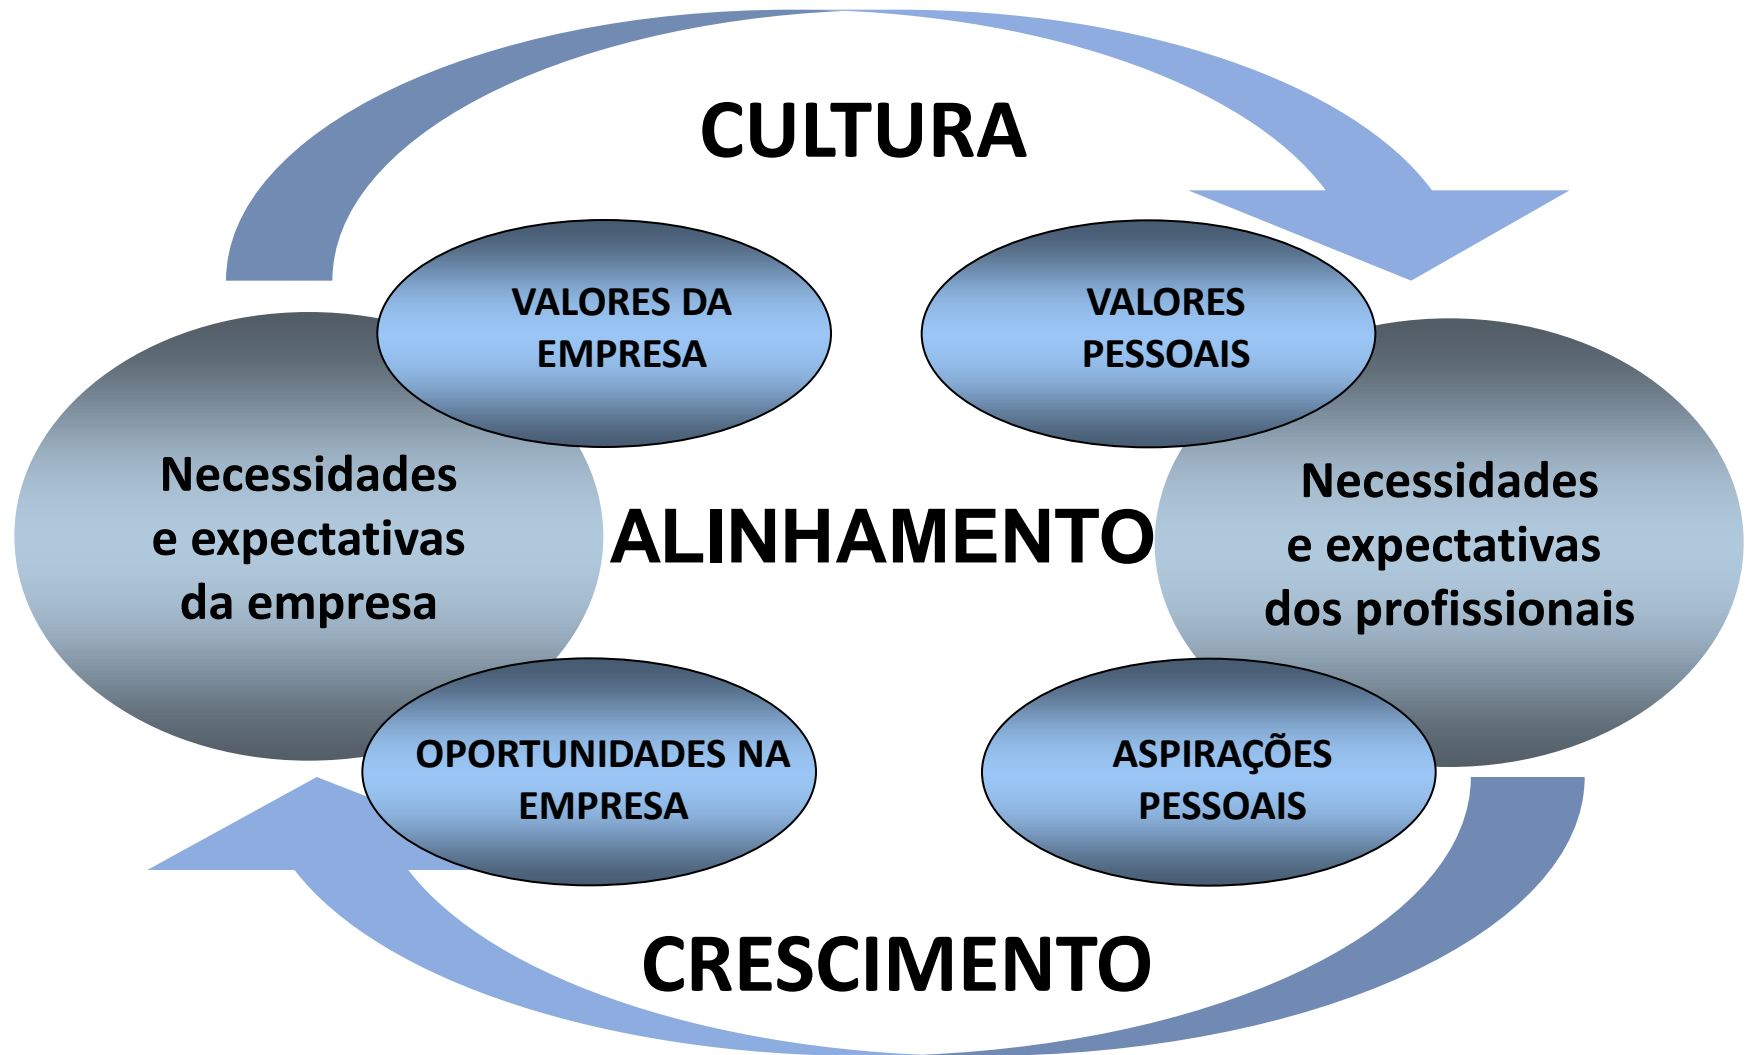 CULTURA
VALORES DA
EMPRESA
VALORES
PESSOAIS
Necessidades
e expectativas
da empresa
ALINHAMENTO
Necessidades
e expectativas
dos profissionais
OPORTUNIDADES NA
EMPRESA
ASPIRAÇÕES
PESSOAIS
CRESCIMENTO